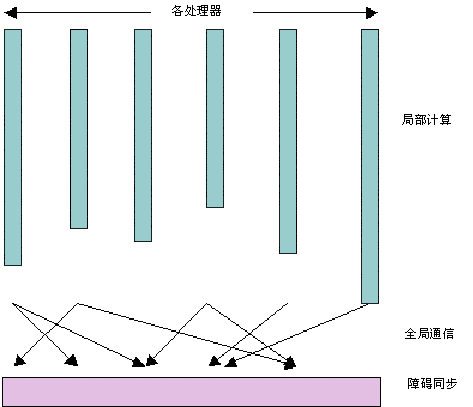 各处理器
局部计算
全局通信
障碍同步